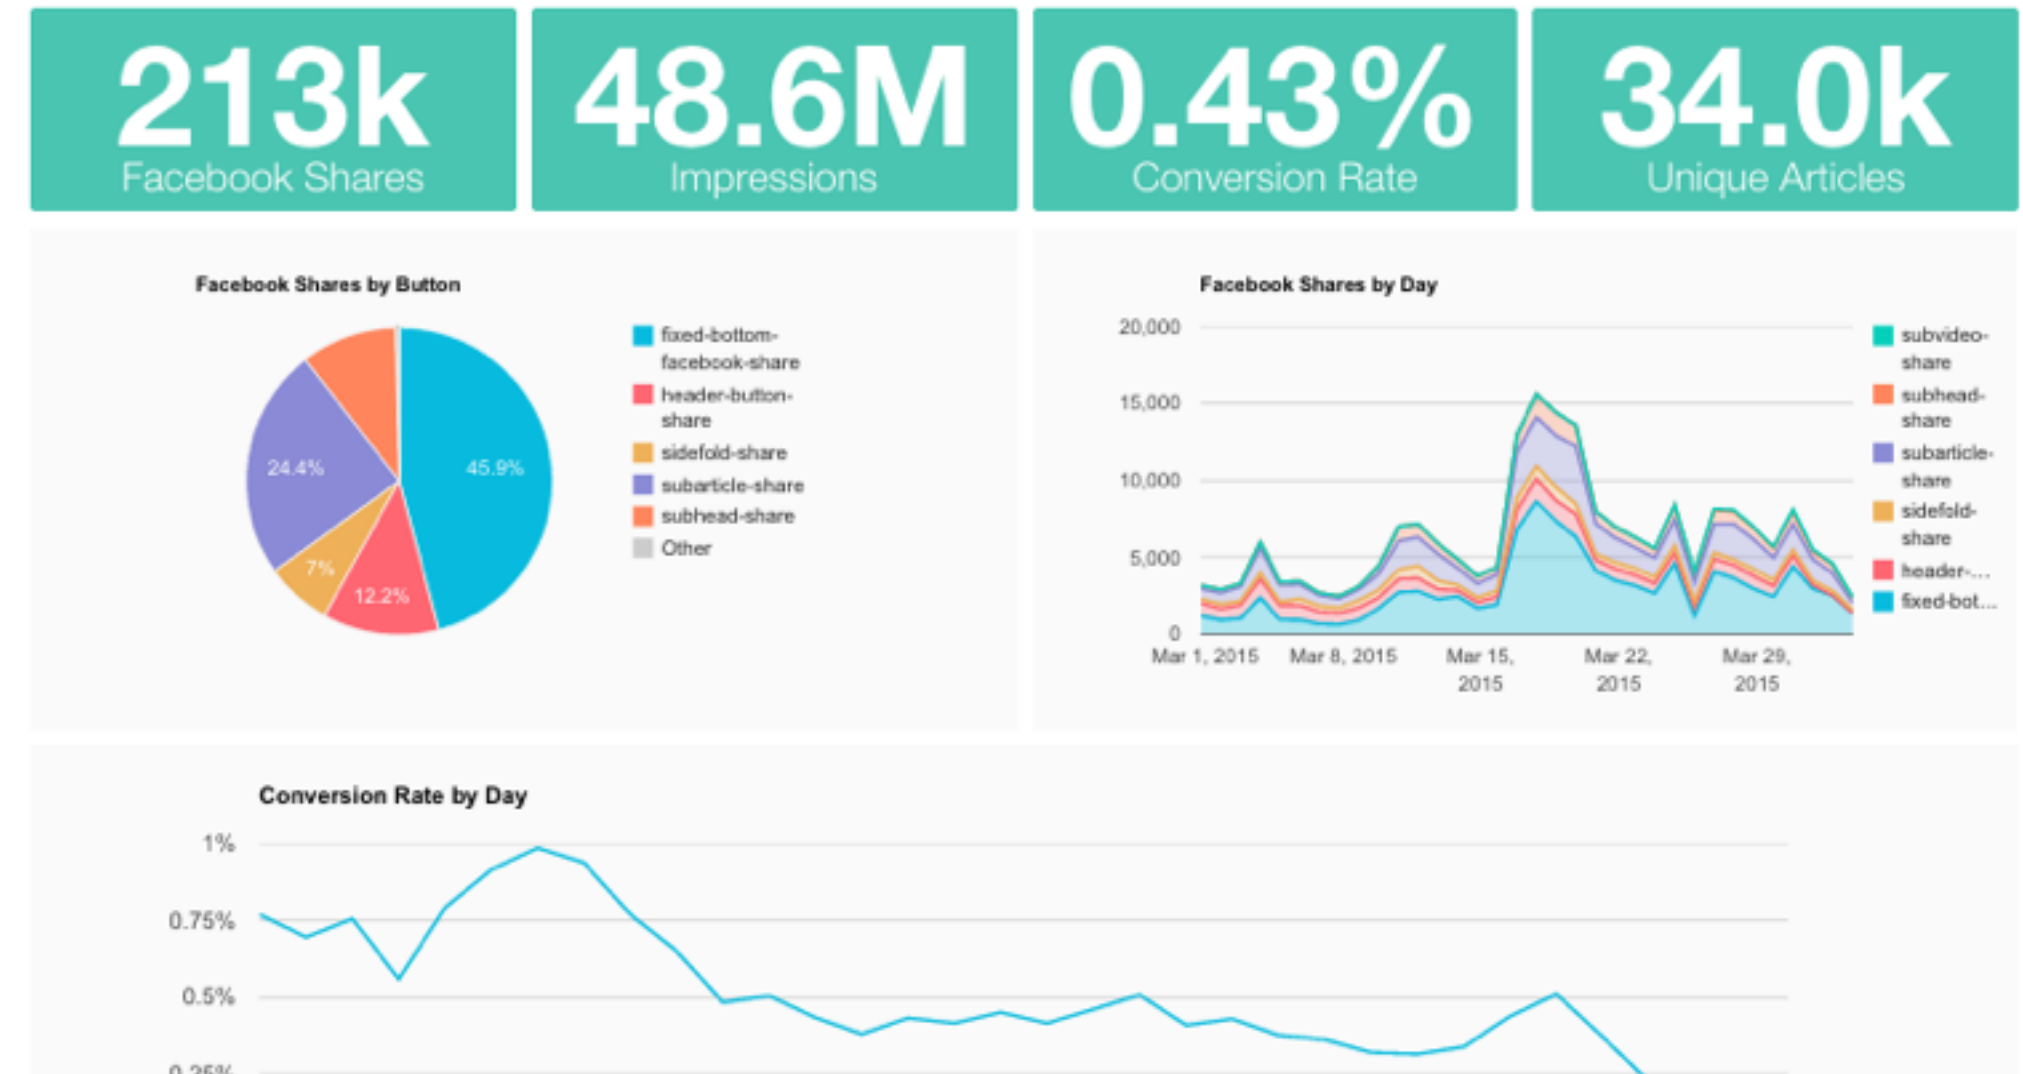 213k
Facebook Shares
48.6M
Impressions
0.43%
Conversion Rate
34.0k
Unique Articles
Facebook Shares by Button
45.9%
24.4%
7%
12.2%
fixed-bottom-
facebook-share
header-button-
share
sidefold-share
subarticle-share
subhead-share
Other
Facebook Shares by Day
20,000
15,000
10,000
5,000
0
Mar 1, 2015
Mar 8, 2015
Mar 15,
2015
Mar 22,
2015
Mar 29,
2015
subvideo-
share
subhead-
share
subarticle-
share
sidefold-
share
header-...
fixed-bot...
Conversion Rate by Day
1%
0.75%
0.5%
0.25%